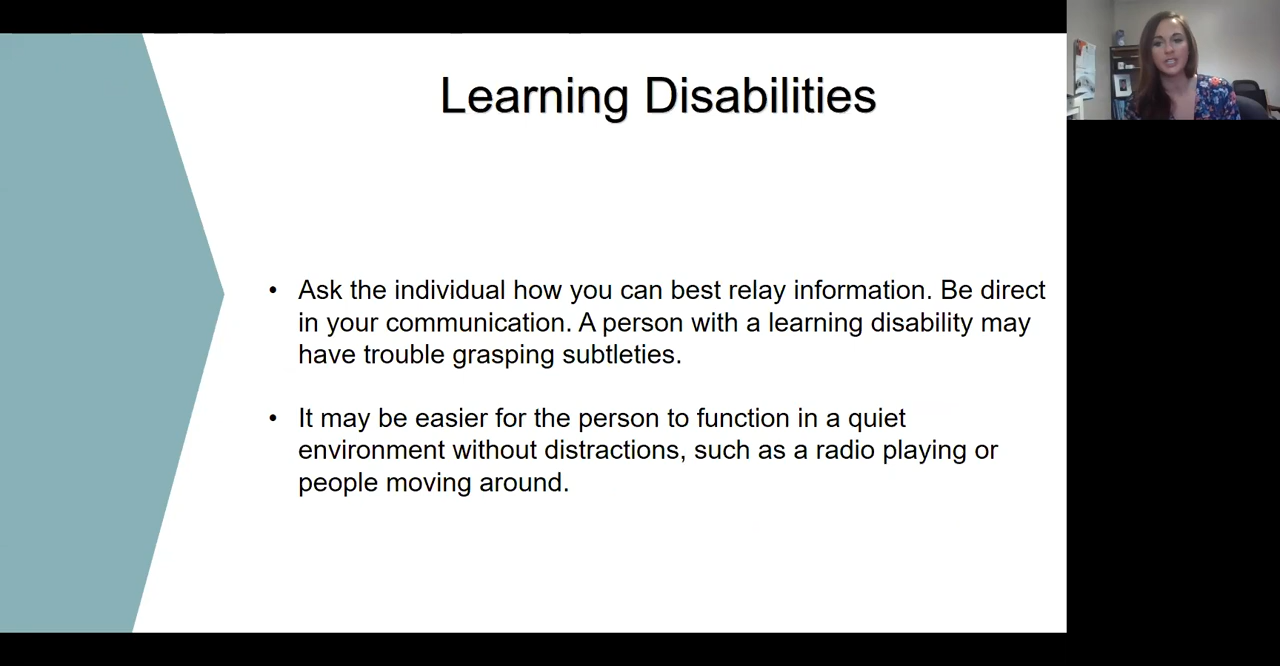 Learning Disabilities
• Ask the individual how you can best relay information. Be direct
in your communication. A person with a learning disability may
have trouble grasping subtleties.
• It may be easier for the person to function in a quiet
environment without distractions, such as a radio playing or
people moving around.